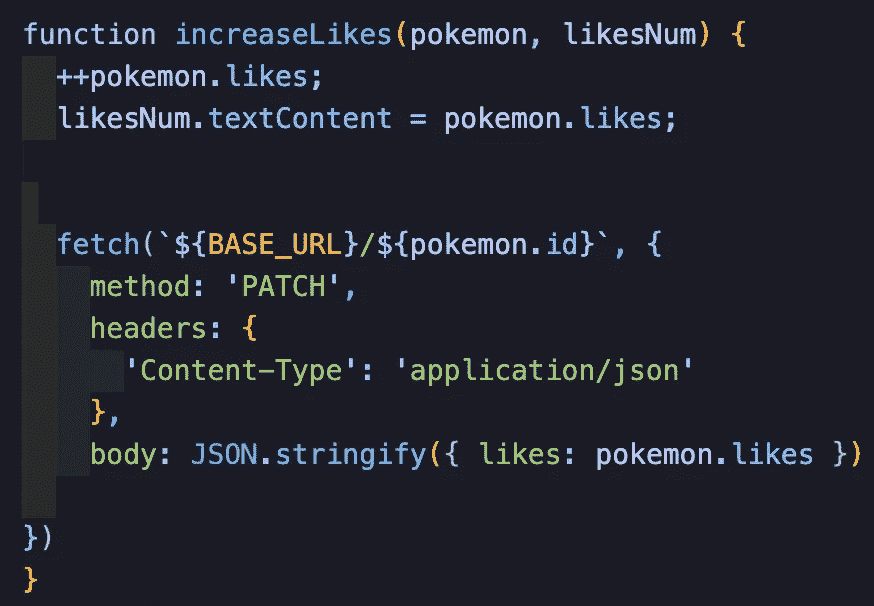 function increaseLikes(pokemon, likesNum) {
  ++pokemon.likes;
  likesNum.textContent = pokemon.likes;
  fetch(`${BASE_URL}/${pokemon.id}`, {
    method: 'PATCH',
    headers: {
      'Content-Type': 'application/json'
    },
    body: JSON.stringify({ likes: pokemon.likes })
})
}